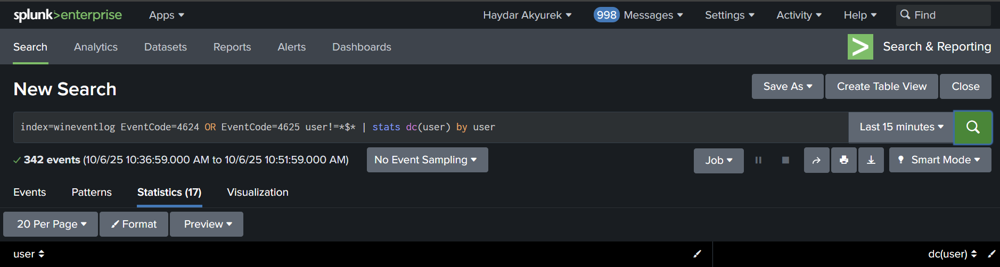 splunk>enterprise Apps Haydar Akyurek 998 Messages Settings Activity Help Find
Search Analytics Datasets Reports Alerts Dashboards Search & Reporting
New Search Save As Create Table View Close
index=wineventlog EventCode=4624 OR EventCode=4625 user!=*$* | stats dc(user) by user Last 15 minutes
342 events (10/6/25 10:36:59.000 AM to 10/6/25 10:51:59.000 AM) No Event Sampling Job Smart Mode
Events Patterns Statistics (17) Visualization
20 Per Page Format Preview
user dc(user)